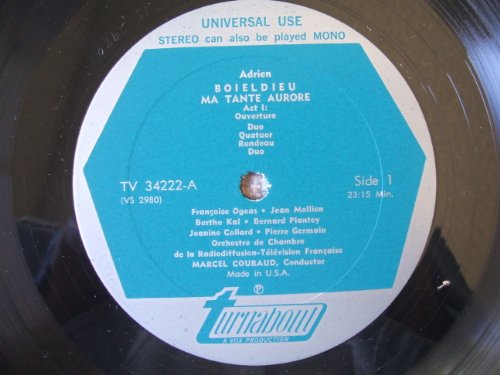 UNIVERSAL USE
STEREO can also be played MONO
Adrien
BOIELDIEU
MA TANTE AURORE
Act I:
Ouverture
Duo
Quatuor
Rondeau
Duo
TV 34222-A
(VS 2980)
Side 1
23:15 Min.
Françoise Ogeas • Jean Mollien
Berthe Kal • Bernard Plantey
Jeanine Collard • Pierre Germain
Orchestre de Chambre
de la Radiodiffusion-Télévision Française
MARCEL COURAUD, Conductor
Made in U.S.A.
℗
turnabout
A VOX PRODUCTION